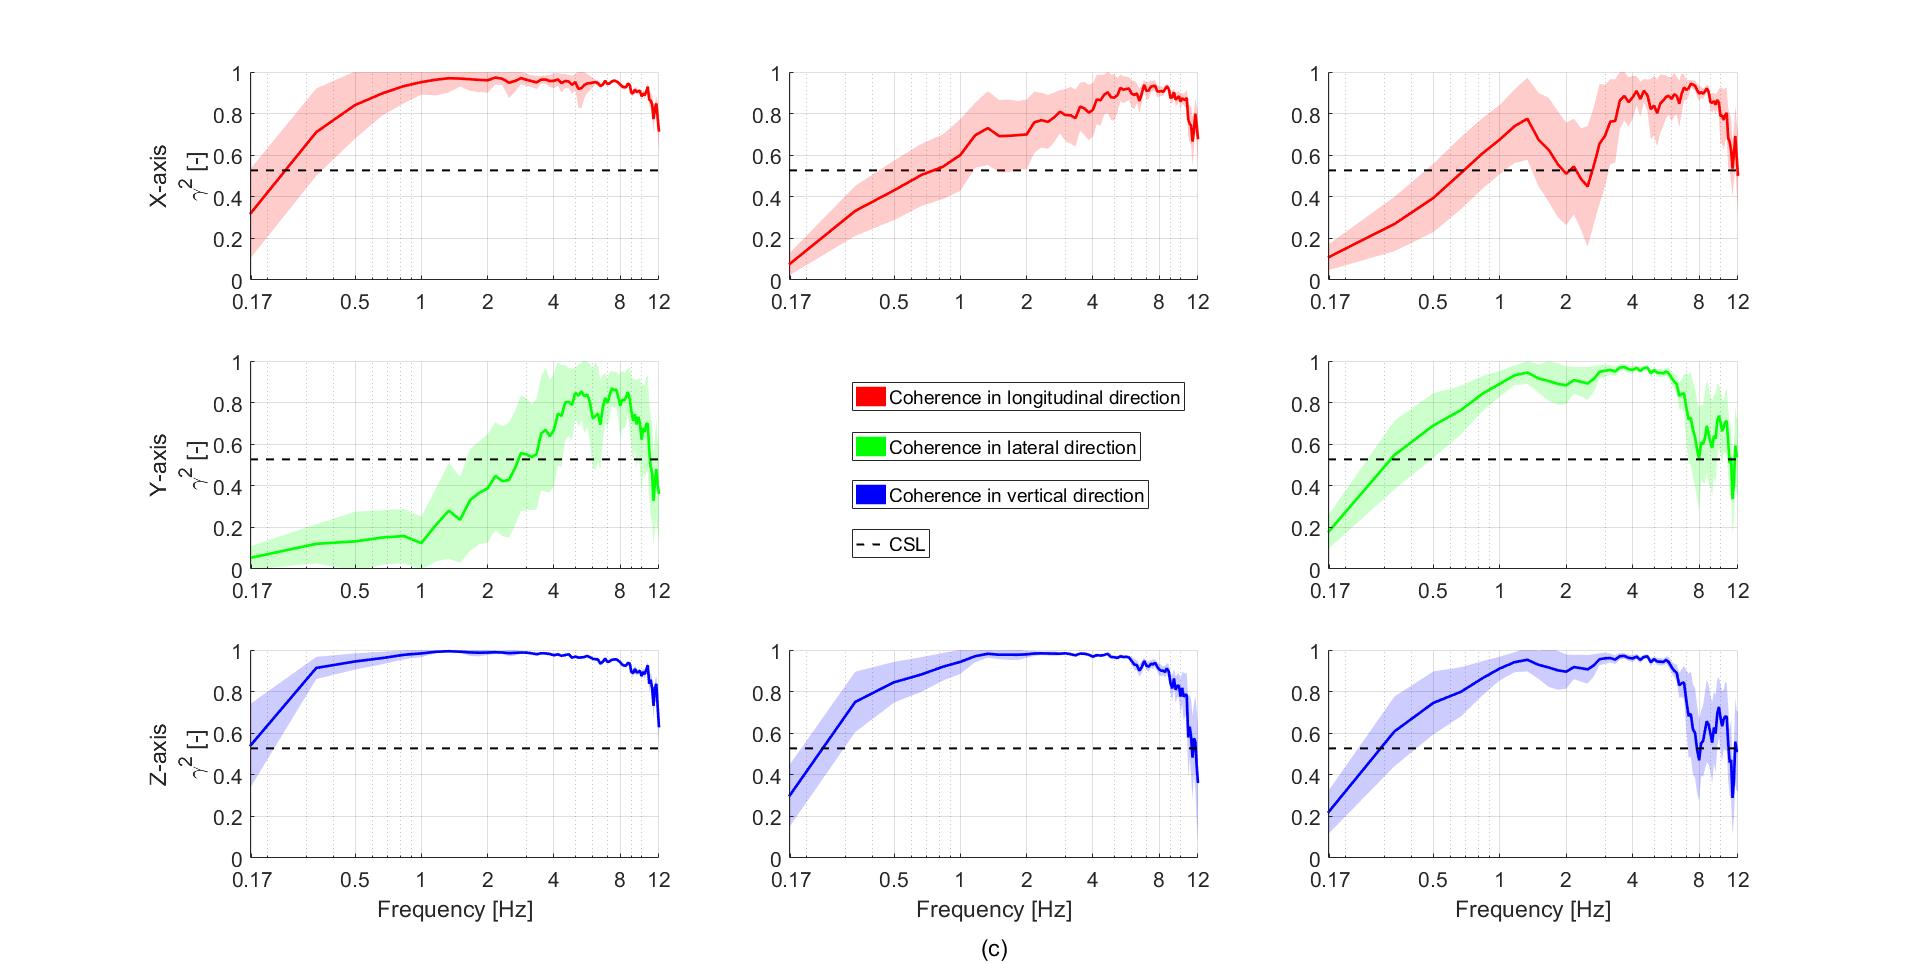 1 1 1
0.8 0.8 0.8
0.6 0.6 0.6
0.4 0.4 0.4
0.2 0.2 0.2
0 0 0
X-axis
γ² [-]
0.17 0.5 1 2 4 8 12 0.17 0.5 1 2 4 8 12 0.17 0.5 1 2 4 8 12
1 1
0.8 0.8
0.6 0.6
0.4 0.4
0.2 0.2
0 0
Y-axis
γ² [-]
Coherence in longitudinal direction
Coherence in lateral direction
Coherence in vertical direction
CSL
0.17 0.5 1 2 4 8 12 0.17 0.5 1 2 4 8 12
1 1 1
0.8 0.8 0.8
0.6 0.6 0.6
0.4 0.4 0.4
0.2 0.2 0.2
0 0 0
Z-axis
γ² [-]
0.17 0.5 1 2 4 8 12 0.17 0.5 1 2 4 8 12 0.17 0.5 1 2 4 8 12
Frequency [Hz] Frequency [Hz] Frequency [Hz]
(c)